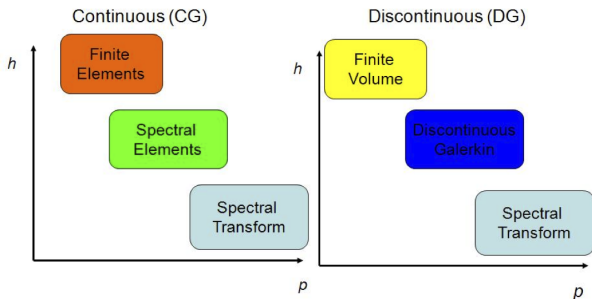 Continuous (CG)
h
Finite
Elements
Spectral
Elements
Spectral
Transform
p
Discontinuous (DG)
h
Finite
Volume
Discontinuous
Galerkin
Spectral
Transform
p